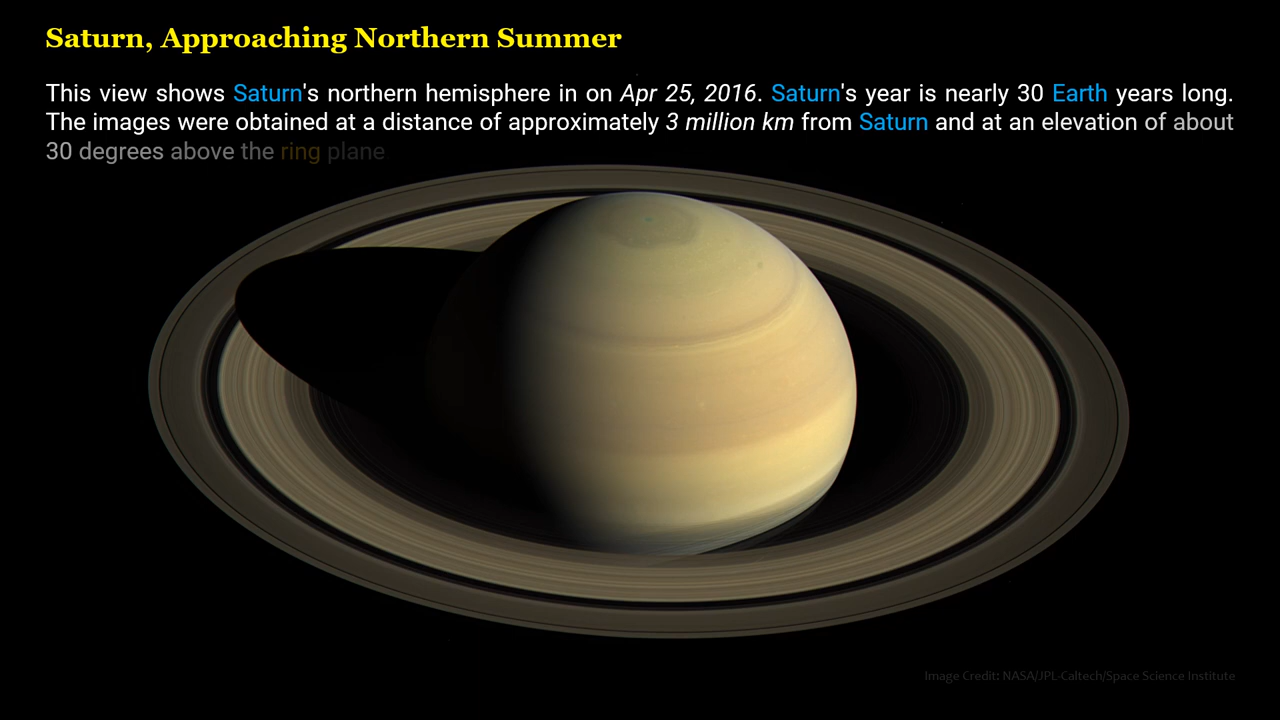 Saturn, Approaching Northern Summer
This view shows Saturn's northern hemisphere in on Apr 25, 2016. Saturn's year is nearly 30 Earth years long.
The images were obtained at a distance of approximately 3 million km from Saturn and at an elevation of about
30 degrees above the ring plane
Image Credit: NASA/JPL-Caltech/Space Science Institute